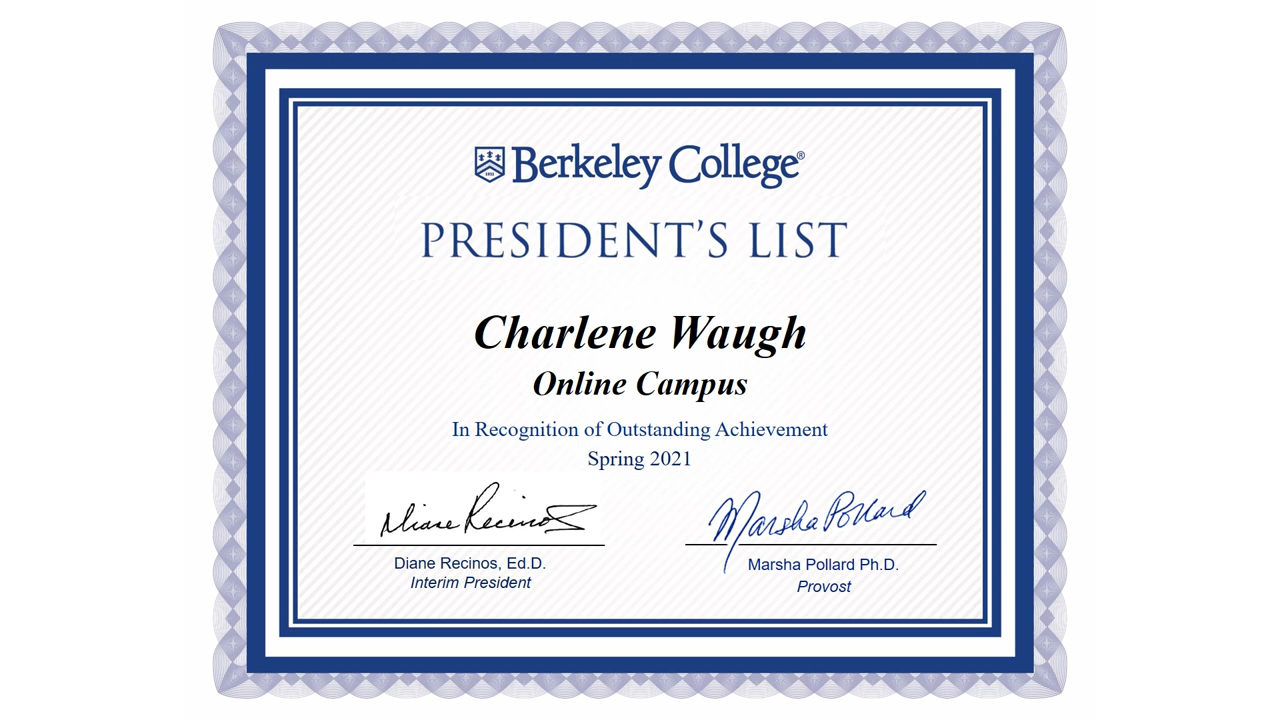 Berkeley College®
PRESIDENT'S LIST
Charlene Waugh
Online Campus
In Recognition of Outstanding Achievement
Spring 2021
Diane Recinos
Marsha Pollard
Diane Recinos, Ed.D.
Marsha Pollard Ph.D.
Interim President
Provost